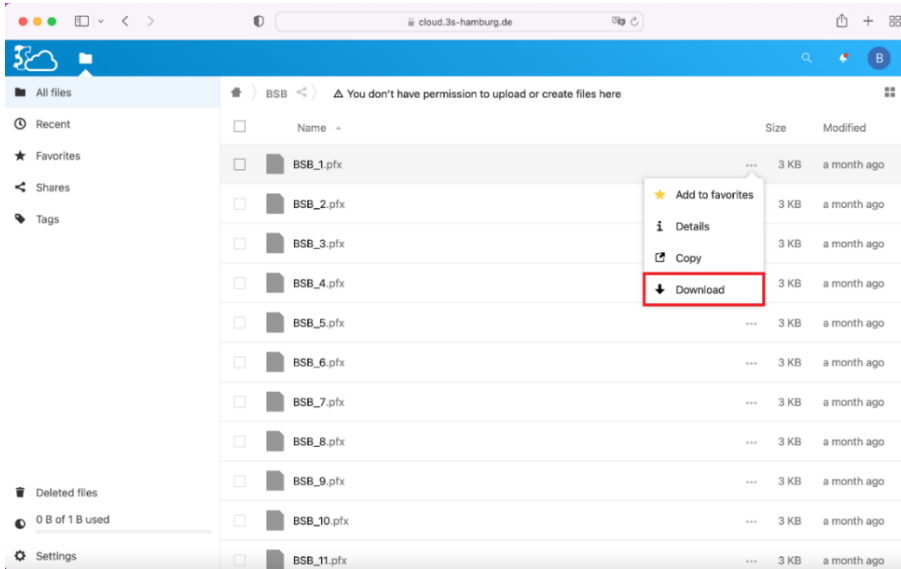 cloud.3s-hamburg.de
3S
B
All files
Recent
Favorites
Shares
Tags
BSB
You don't have permission to upload or create files here
Name
Size
Modified
BSB_1.pfx
3 KB
a month ago
Add to favorites
Details
Copy
Download
BSB_2.pfx
3 KB
a month ago
BSB_3.pfx
3 KB
a month ago
BSB_4.pfx
3 KB
a month ago
BSB_5.pfx
3 KB
a month ago
BSB_6.pfx
3 KB
a month ago
BSB_7.pfx
3 KB
a month ago
BSB_8.pfx
3 KB
a month ago
BSB_9.pfx
3 KB
a month ago
BSB_10.pfx
3 KB
a month ago
BSB_11.pfx
3 KB
a month ago
Deleted files
0 B of 1 B used
Settings